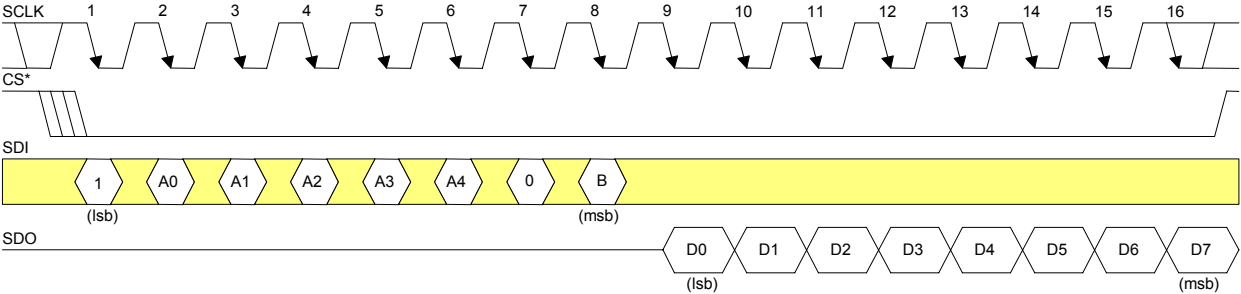 SCLK 1 2 3 4 5 6 7 8 9 10 11 12 13 14 15 16
CS*
SDI
1 A0 A1 A2 A3 A4 0 B
(lsb) (msb)
SDO
D0 D1 D2 D3 D4 D5 D6 D7
(lsb) (msb)